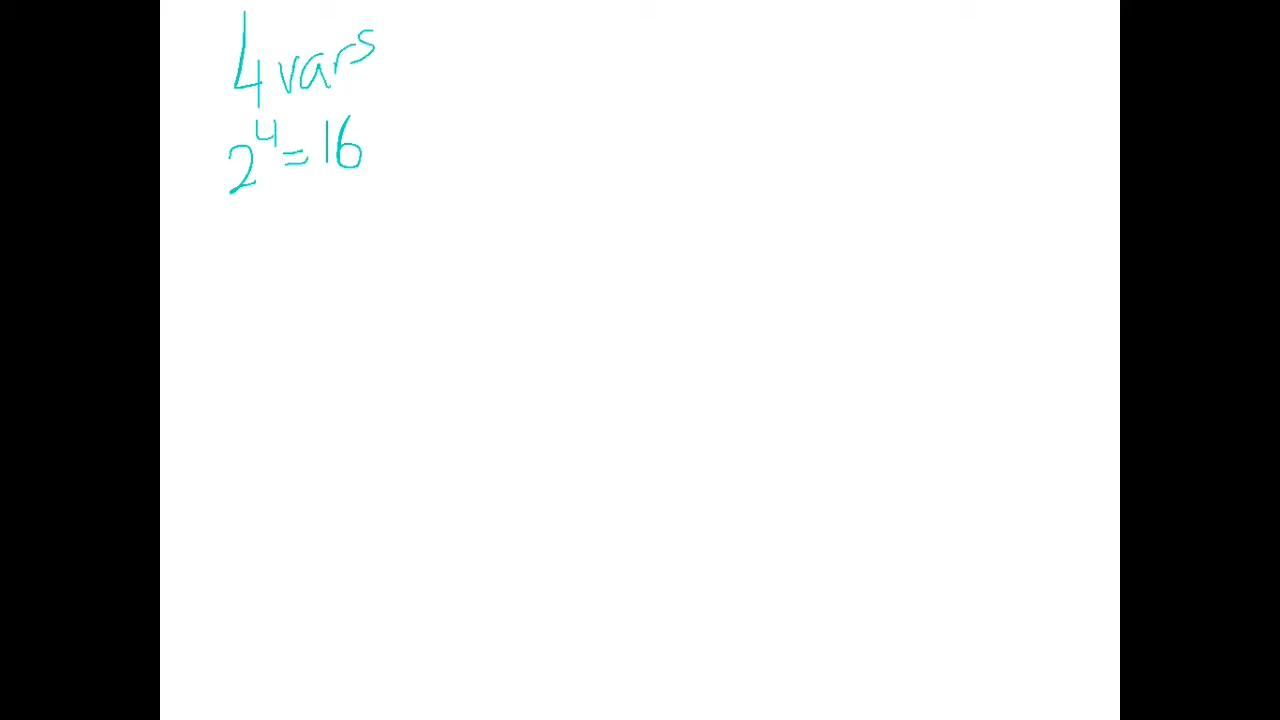 4 vars
2⁴ = 16